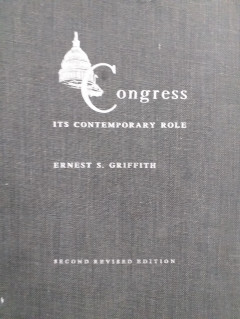 Congress
ITS CONTEMPORARY ROLE
ERNEST S. GRIFFITH
SECOND REVISED EDITION